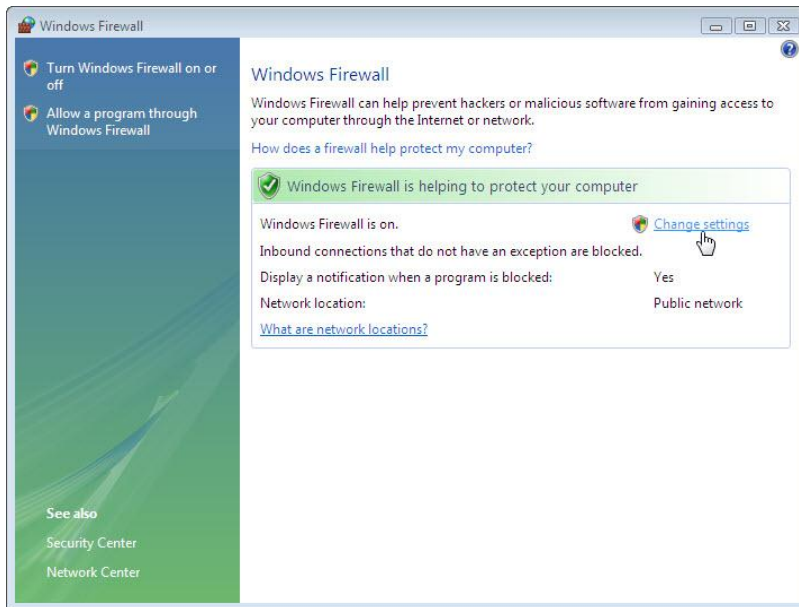 Windows Firewall
Turn Windows Firewall on or
off
Allow a program through
Windows Firewall
See also
Security Center
Network Center
Windows Firewall
Windows Firewall can help prevent hackers or malicious software from gaining access to
your computer through the Internet or network.
How does a firewall help protect my computer?
Windows Firewall is helping to protect your computer
Windows Firewall is on. Change settings
Inbound connections that do not have an exception are blocked.
Display a notification when a program is blocked: Yes
Network location: Public network
What are network locations?